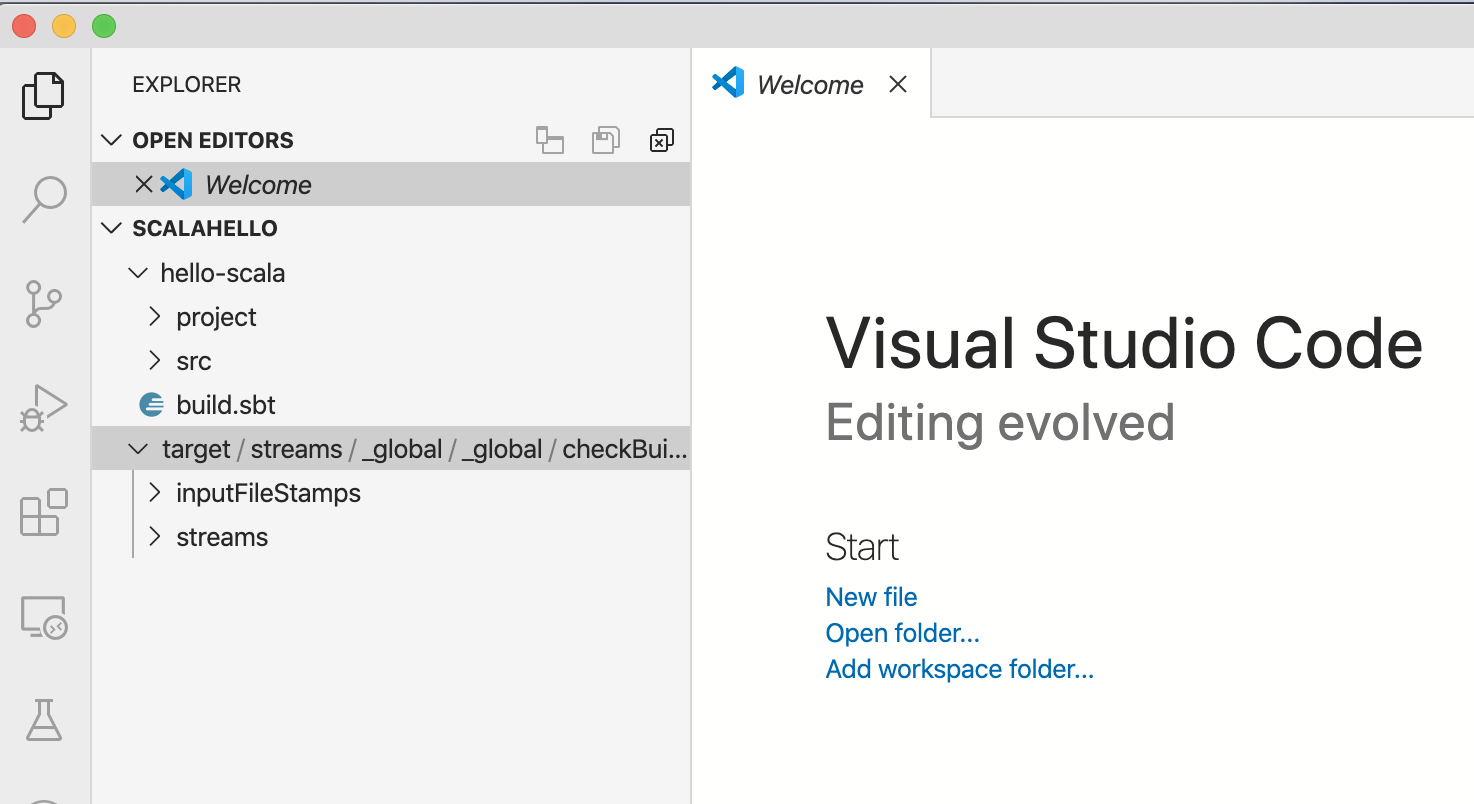 EXPLORER
OPEN EDITORS
Welcome
SCALAHELLO
hello-scala
project
src
build.sbt
target / streams / _global / _global / checkBui...
inputFileStamps
streams
Welcome
Visual Studio Code
Editing evolved
Start
New file
Open folder...
Add workspace folder...